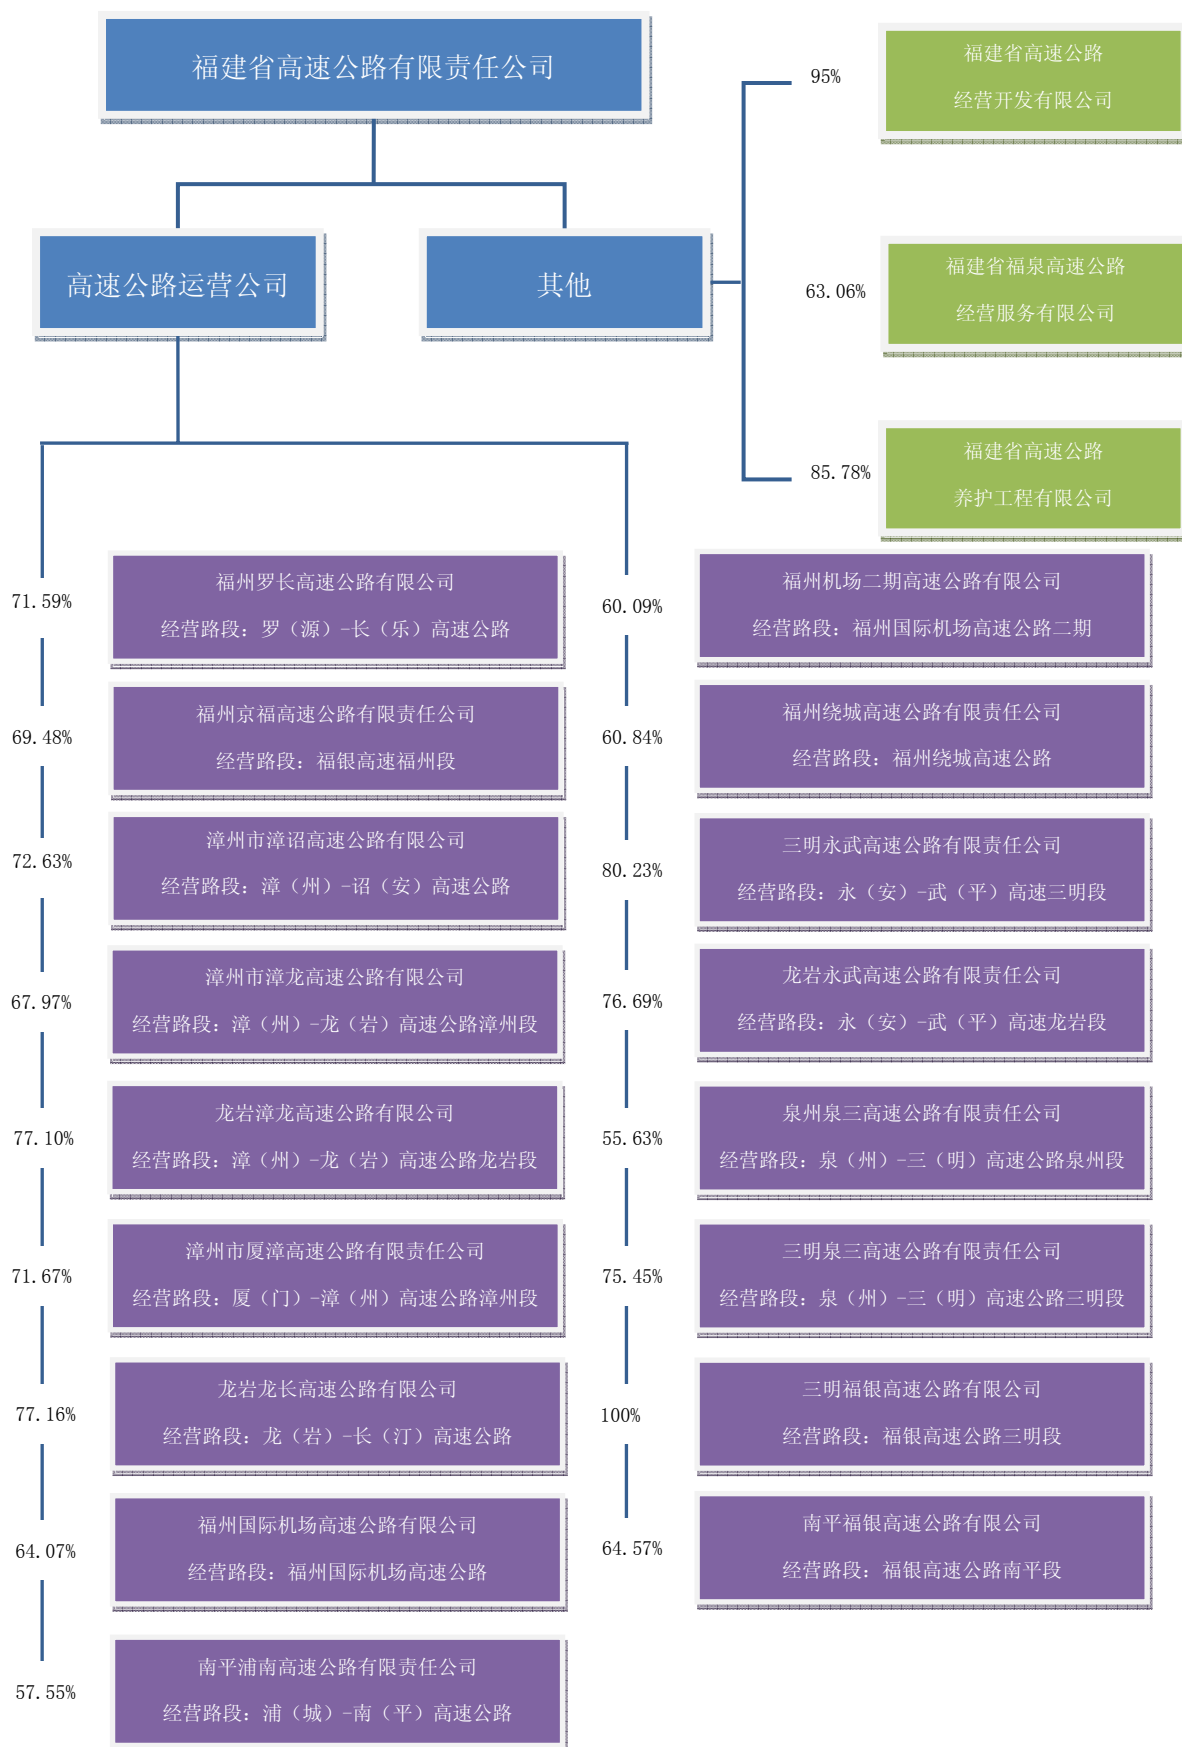 福建省高速公路有限责任公司
高速公路运营公司
其他
95%
福建省高速公路
经营开发有限公司
63.06%
福建省福泉高速公路
经营服务有限公司
85.78%
福建省高速公路
养护工程有限公司
71.59%
福州罗长高速公路有限公司
经营路段：罗（源）-长（乐）高速公路
69.48%
福州京福高速公路有限责任公司
经营路段：福银高速福州段
72.63%
漳州市漳诏高速公路有限公司
经营路段：漳（州）-诏（安）高速公路
67.97%
漳州市漳龙高速公路有限公司
经营路段：漳（州）-龙（岩）高速公路漳州段
77.10%
龙岩漳龙高速公路有限公司
经营路段：漳（州）-龙（岩）高速公路龙岩段
71.67%
漳州市厦漳高速公路有限责任公司
经营路段：厦（门）-漳（州）高速公路漳州段
77.16%
龙岩龙长高速公路有限公司
经营路段：龙（岩）-长（汀）高速公路
64.07%
福州国际机场高速公路有限公司
经营路段：福州国际机场高速公路
57.55%
南平浦南高速公路有限责任公司
经营路段：浦（城）-南（平）高速公路
60.09%
福州机场二期高速公路有限公司
经营路段：福州国际机场高速公路二期
60.84%
福州绕城高速公路有限责任公司
经营路段：福州绕城高速公路
80.23%
三明永武高速公路有限责任公司
经营路段：永（安）-武（平）高速三明段
76.69%
龙岩永武高速公路有限责任公司
经营路段：永（安）-武（平）高速龙岩段
55.63%
泉州泉三高速公路有限责任公司
经营路段：泉（州）-三（明）高速公路泉州段
75.45%
三明泉三高速公路有限责任公司
经营路段：泉（州）-三（明）高速公路三明段
100%
三明福银高速公路有限公司
经营路段：福银高速公路三明段
64.57%
南平福银高速公路有限公司
经营路段：福银高速公路南平段